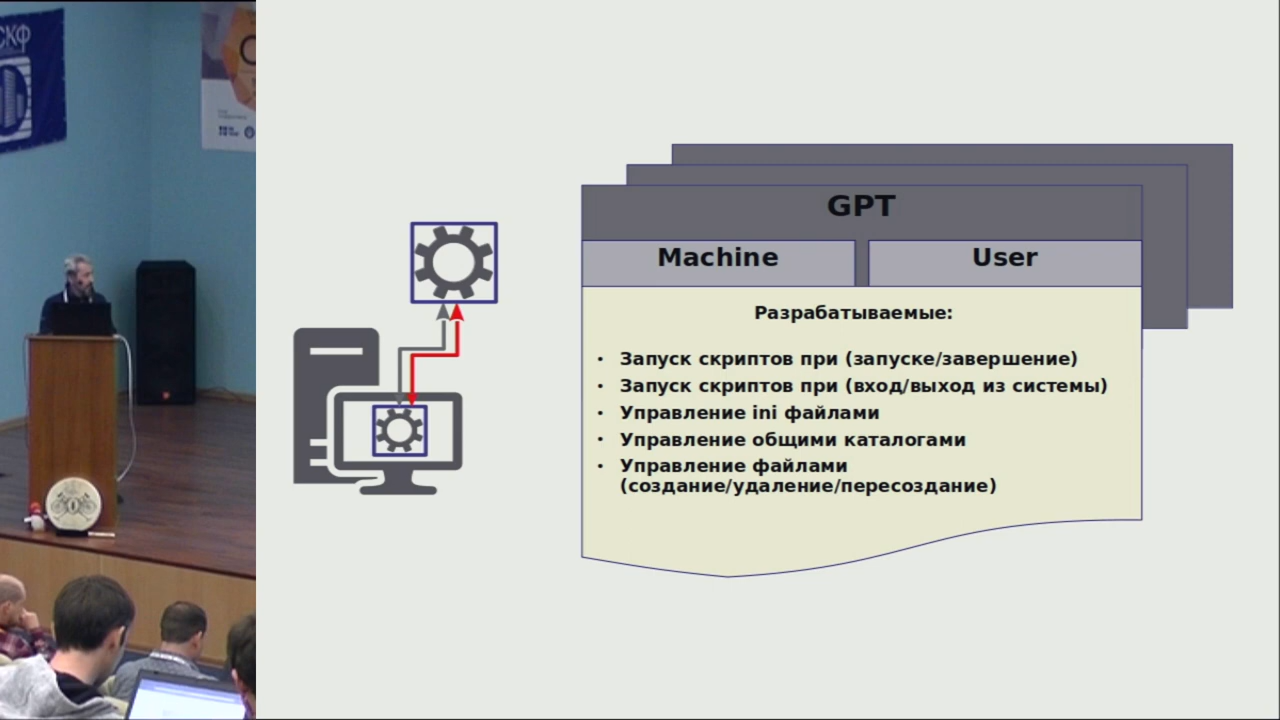 СКФ
GPT
Machine
User
Разрабатываемые:
• Запуск скриптов при (запуске/завершение)
• Запуск скриптов при (вход/выход из системы)
• Управление ini файлами
• Управление общими каталогами
• Управление файлами
(создание/удаление/пересоздание)